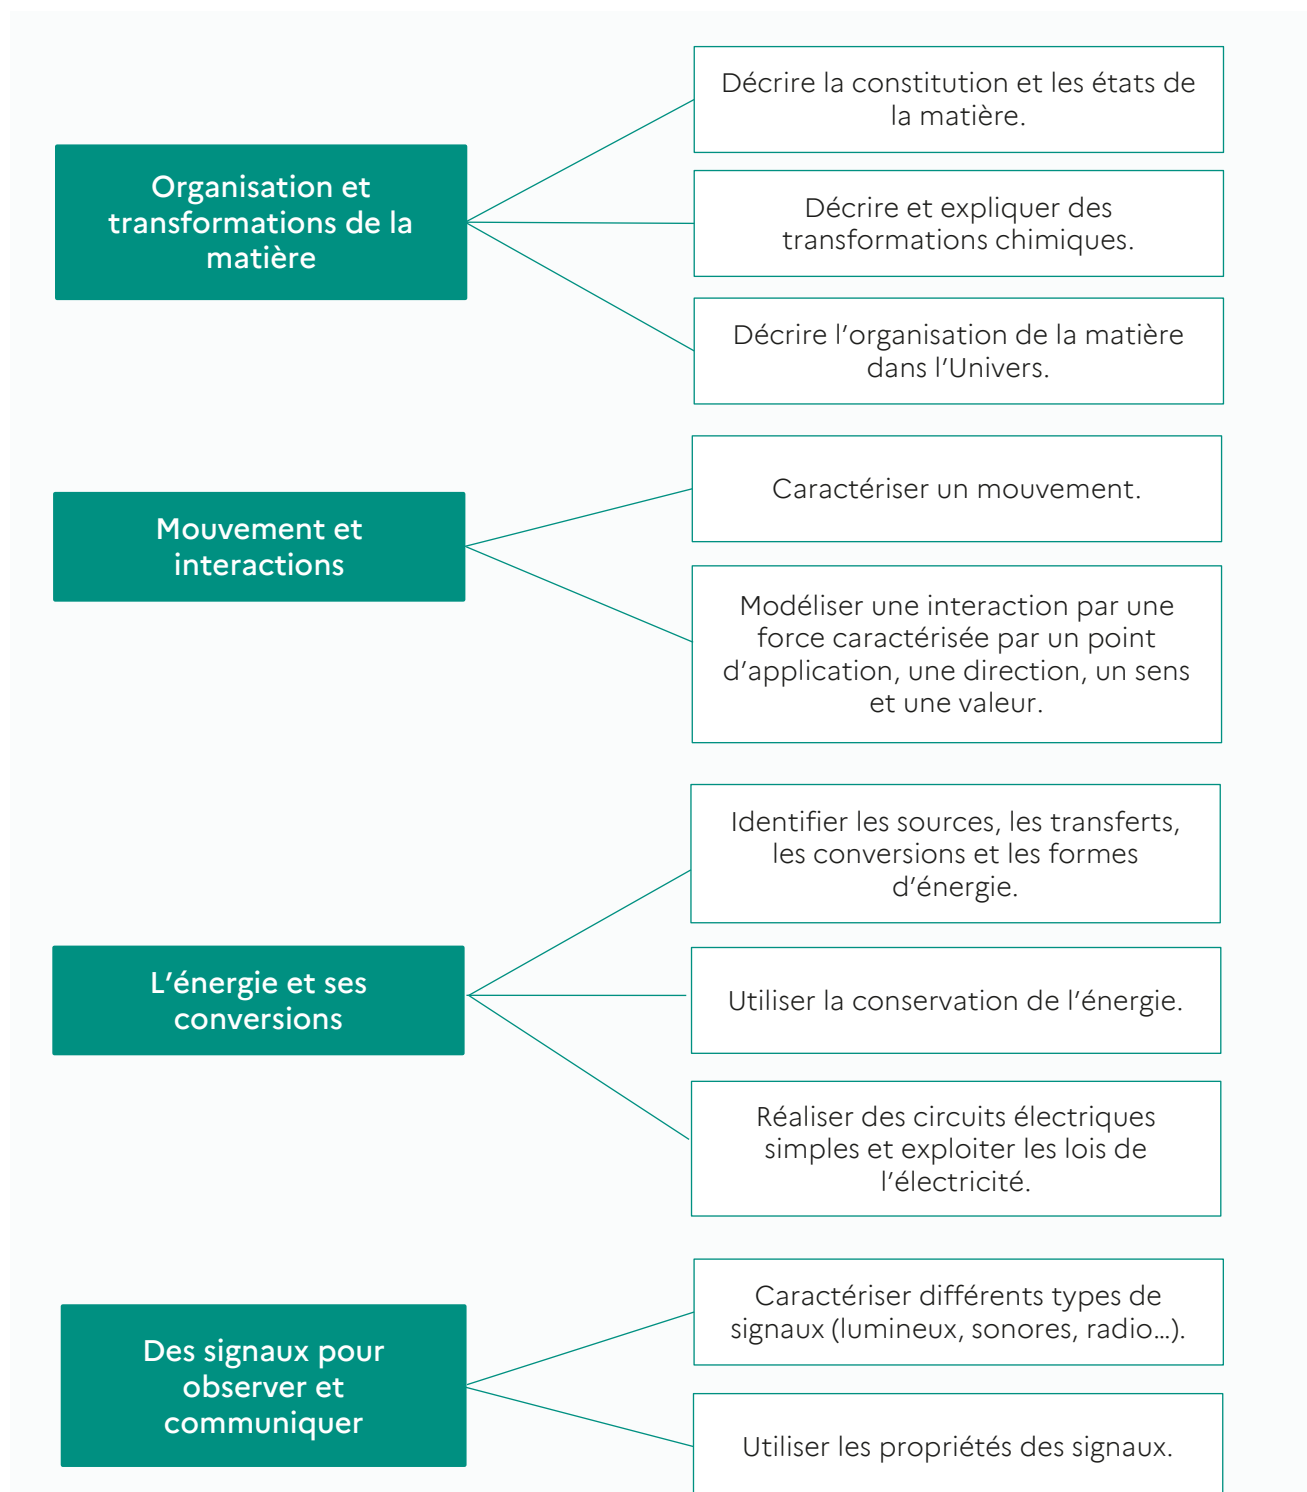 Organisation et
transformations de la
matière
Décrire la constitution et les états de
la matière.
Décrire et expliquer des
transformations chimiques.
Décrire l’organisation de la matière
dans l’Univers.
Mouvement et
interactions
Caractériser un mouvement.
Modéliser une interaction par une
force caractérisée par un point
d’application, une direction, un sens
et une valeur.
L’énergie et ses
conversions
Identifier les sources, les transferts,
les conversions et les formes
d’énergie.
Utiliser la conservation de l’énergie.
Réaliser des circuits électriques
simples et exploiter les lois de
l’électricité.
Des signaux pour
observer et
communiquer
Caractériser différents types de
signaux (lumineux, sonores, radio…).
Utiliser les propriétés des signaux.